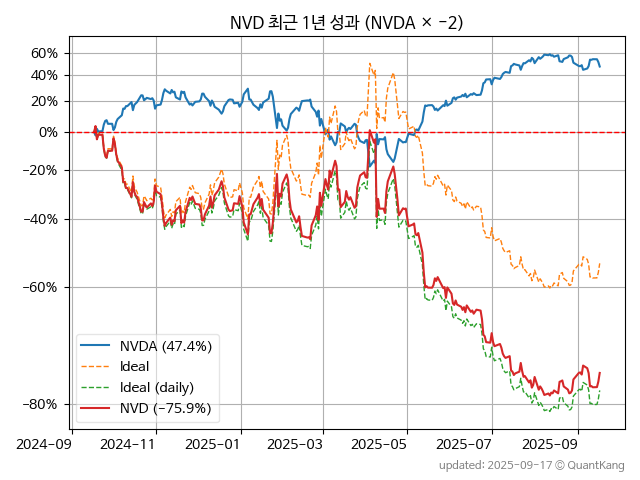 NVD 최근 1년 성과 (NVDA × −2)
60%
40%
20%
0%
−20%
−40%
−60%
−80%
NVDA (47.4%)
Ideal
Ideal (daily)
NVD (−75.9%)
2024−09 2024−11 2025−01 2025−03 2025−05 2025−07 2025−09
updated: 2025−09−17 © QuantKang